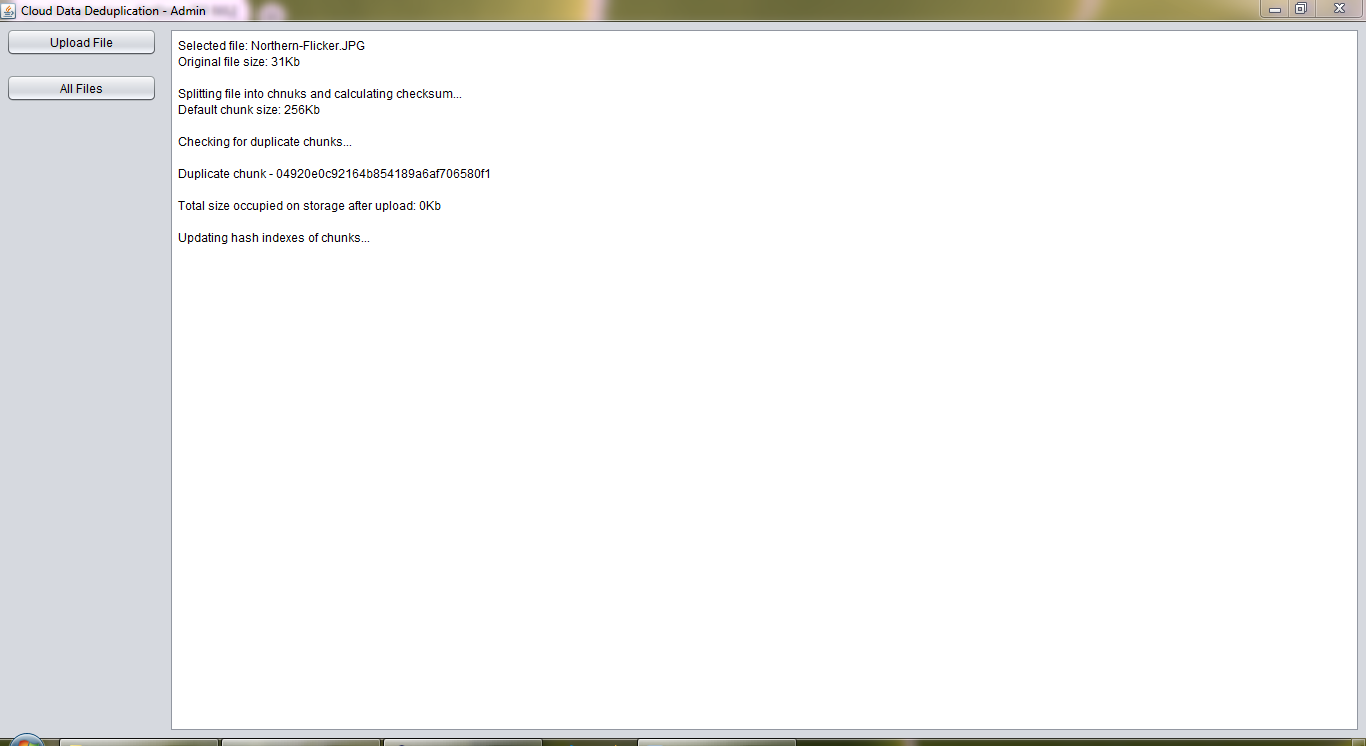 Cloud Data Deduplication - Admin
Upload File
All Files
Selected file: Northern-Flicker.JPG
Original file size: 31Kb
Splitting file into chnuks and calculating checksum...
Default chunk size: 256Kb
Checking for duplicate chunks...
Duplicate chunk - 04920e0c92164b854189a6af706580f1
Total size occupied on storage after upload: 0Kb
Updating hash indexes of chunks...